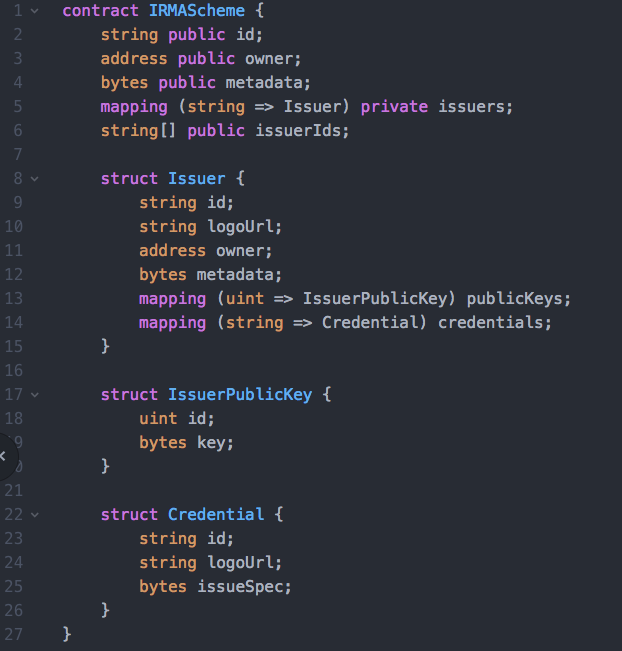 1 contract IRMAScheme {
2 string public id;
3 address public owner;
4 bytes public metadata;
5 mapping (string => Issuer) private issuers;
6 string[] public issuerIds;
7
8 struct Issuer {
9 string id;
10 string logoUrl;
11 address owner;
12 bytes metadata;
13 mapping (uint => IssuerPublicKey) publicKeys;
14 mapping (string => Credential) credentials;
15 }
16
17 struct IssuerPublicKey {
18 uint id;
9 bytes key;
0 }
21
22 struct Credential {
23 string id;
24 string logoUrl;
25 bytes issueSpec;
26 }
27 }